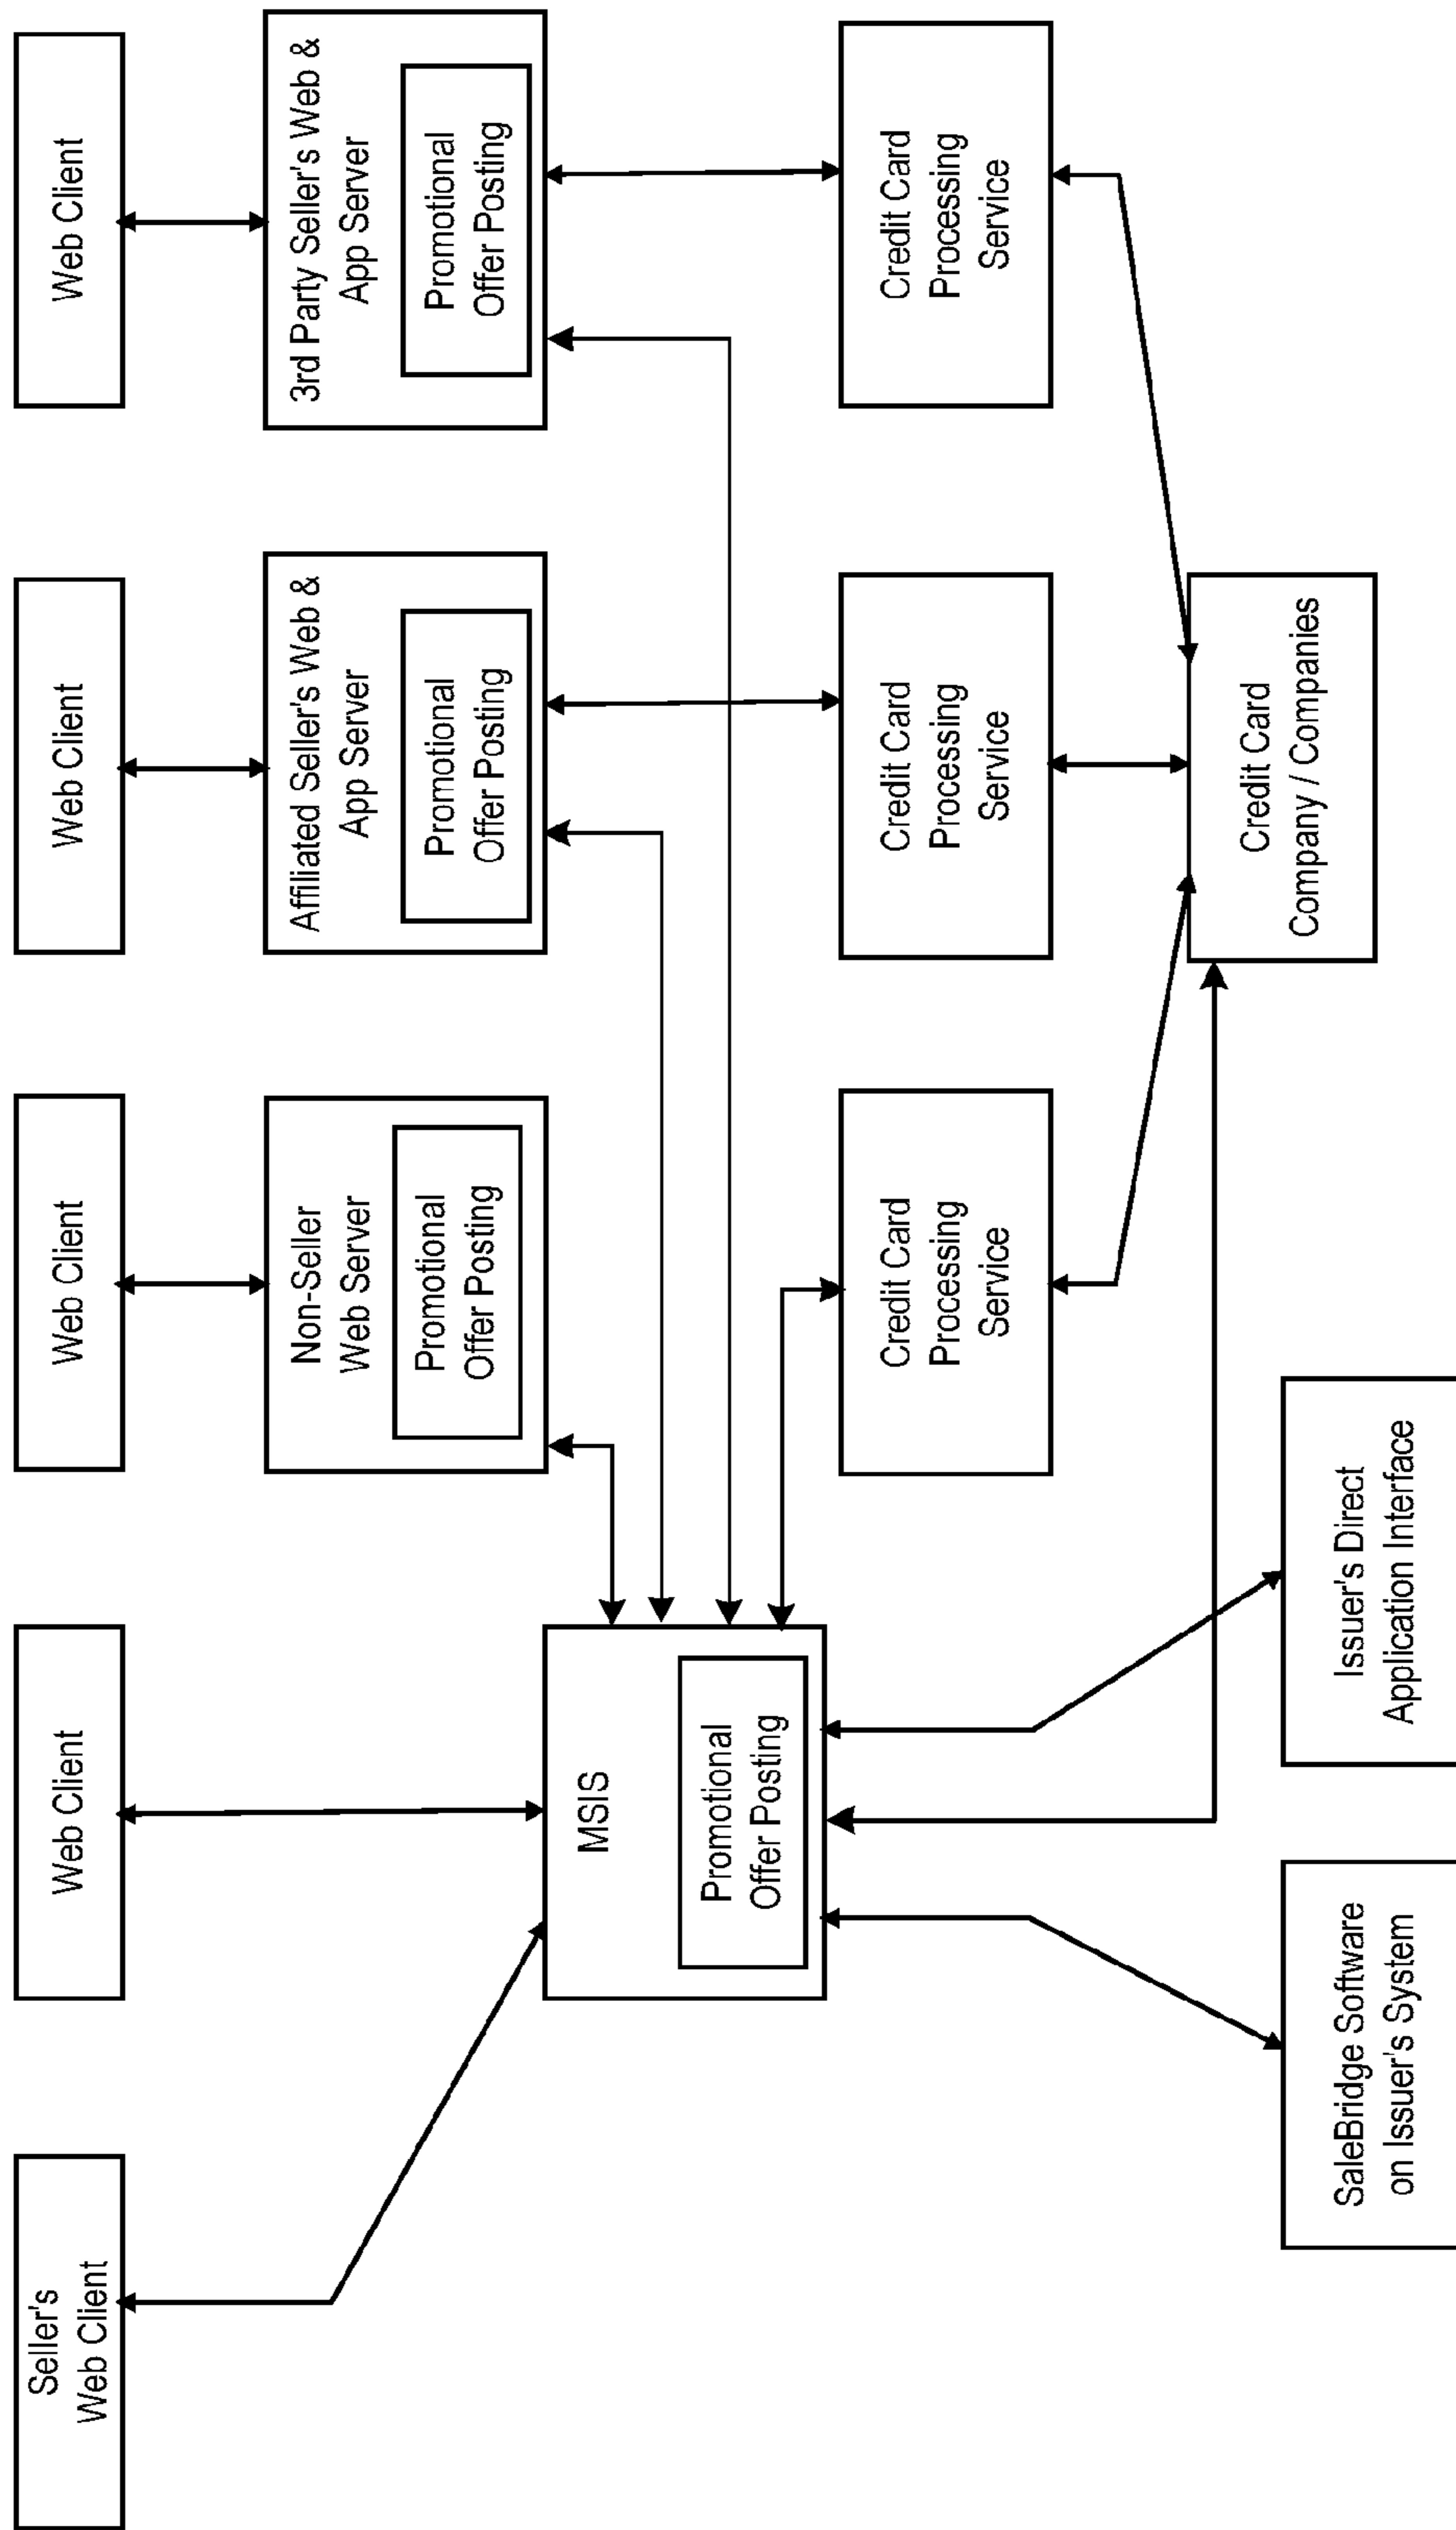 Seller's
Web Client
Web Client
Web Client
Web Client
Web Client
Non-Seller
Web Server
Promotional
Offer Posting
Affiliated Seller's Web &
App Server
Promotional
Offer Posting
3rd Party Seller's Web &
App Server
Promotional
Offer Posting
MSIS
Promotional
Offer Posting
Credit Card
Processing
Service
Credit Card
Processing
Service
Credit Card
Processing
Service
Credit Card
Company / Companies
SaleBridge Software
on Issuer's System
Issuer's Direct
Application Interface